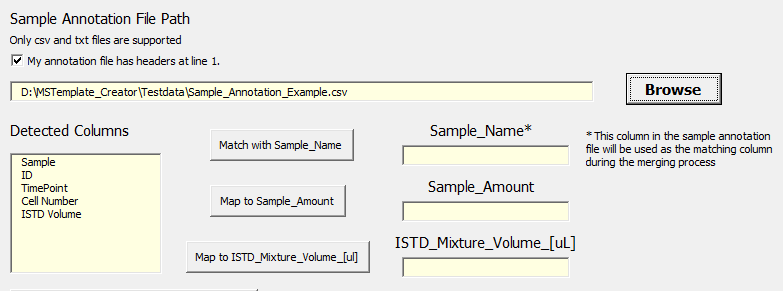 Sample Annotation File Path
Only csv and txt files are supported
My annotation file has headers at line 1.
D:\MSTemplate_Creator\Testdata\Sample_Annotation_Example.csv
Browse
Detected Columns
Sample
ID
TimePoint
Cell Number
ISTD Volume
Match with Sample_Name
Map to Sample_Amount
Map to ISTD_Mixture_Volume_[ul]
Sample_Name*
Sample_Amount
ISTD_Mixture_Volume_[uL]
* This column in the sample annotation
file will be used as the matching column
during the merging process